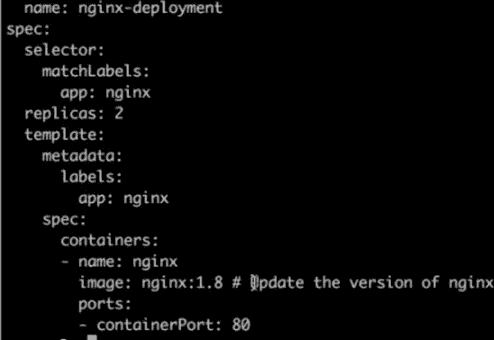 name: nginx-deployment
spec:
selector:
matchLabels:
app: nginx
replicas: 2
template:
metadata:
labels:
app: nginx
spec:
containers:
- name: nginx
image: nginx:1.8 # Update the version of nginx
ports:
- containerPort: 80